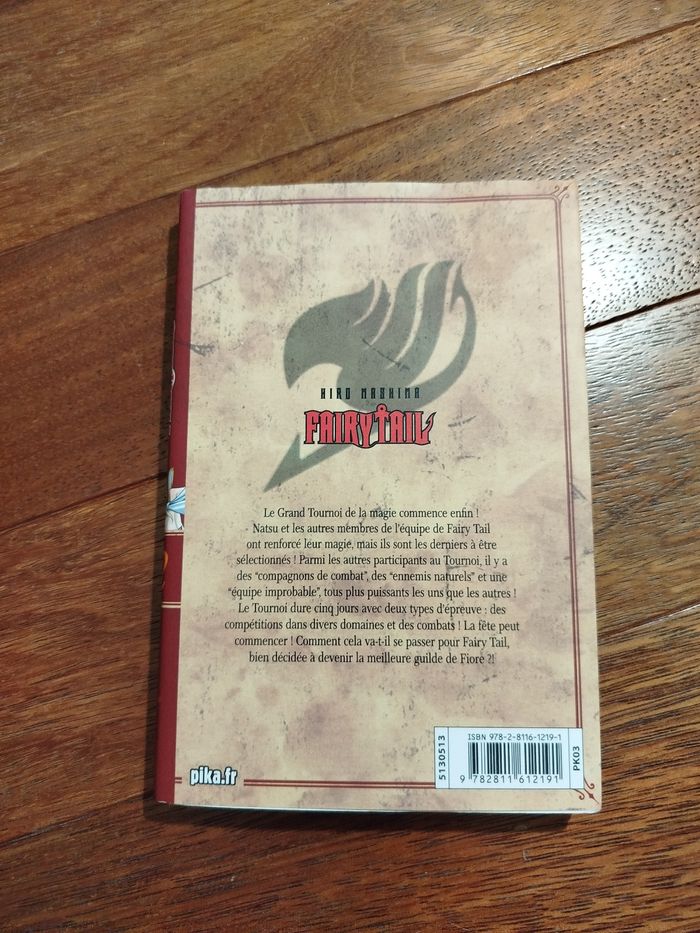 HIRO MASHIMA
FAIRY TAIL
Le Grand Tournoi de la magie commence enfin !
Natsu et les autres membres de l'équipe de Fairy Tail
ont renforcé leur magie, mais ils sont les derniers à être
sélectionnés ! Parmi les autres participants au Tournoi, il y a
des "compagnons de combat", des "ennemis naturels" et une
"équipe improbable", tous plus puissants les uns que les autres !
Le Tournoi dure cinq jours avec deux types d'épreuve : des
compétitions dans divers domaines et des combats ! La fête peut
commencer ! Comment cela va-t-il se passer pour Fairy Tail,
bien décidée à devenir la meilleure guilde de Fiore ?!
pika.fr
5130513
ISBN 978-2-8116-1219-1
9 782811 612191
PK03